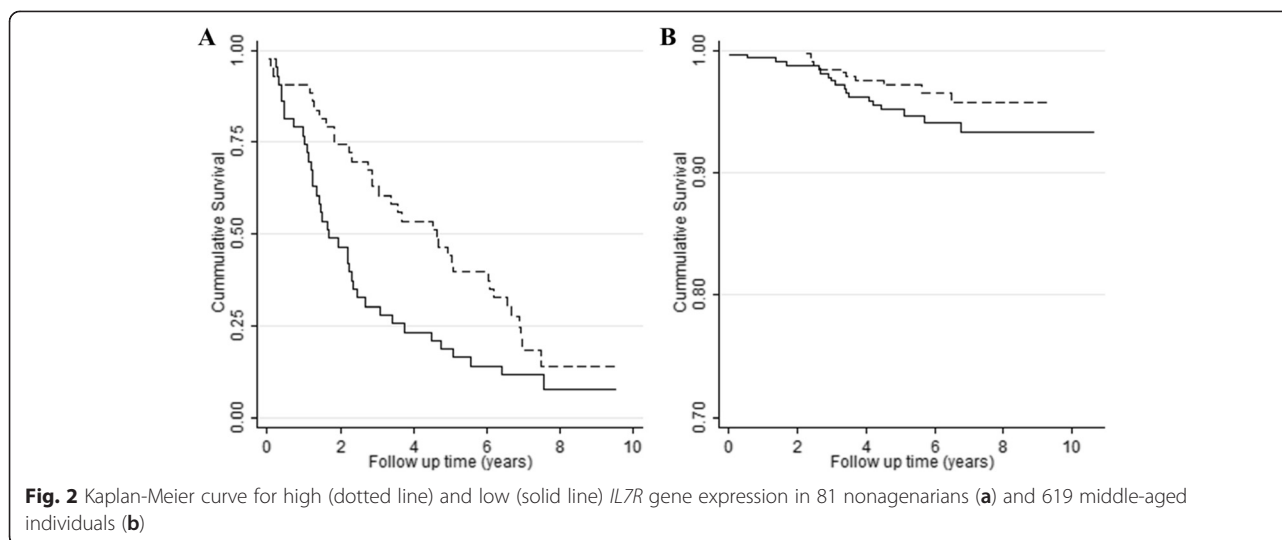 A
1.00
0.75
0.50
0.25
0.00
Cummulative Survival
0 2 4 6 8 10
Follow up time (years)
B
1.00
0.90
0.80
0.70
Cummulative Survival
0 2 4 6 8 10
Follow up time (years)
Fig. 2 Kaplan-Meier curve for high (dotted line) and low (solid line) IL7R gene expression in 81 nonagenarians (a) and 619 middle-aged
individuals (b)